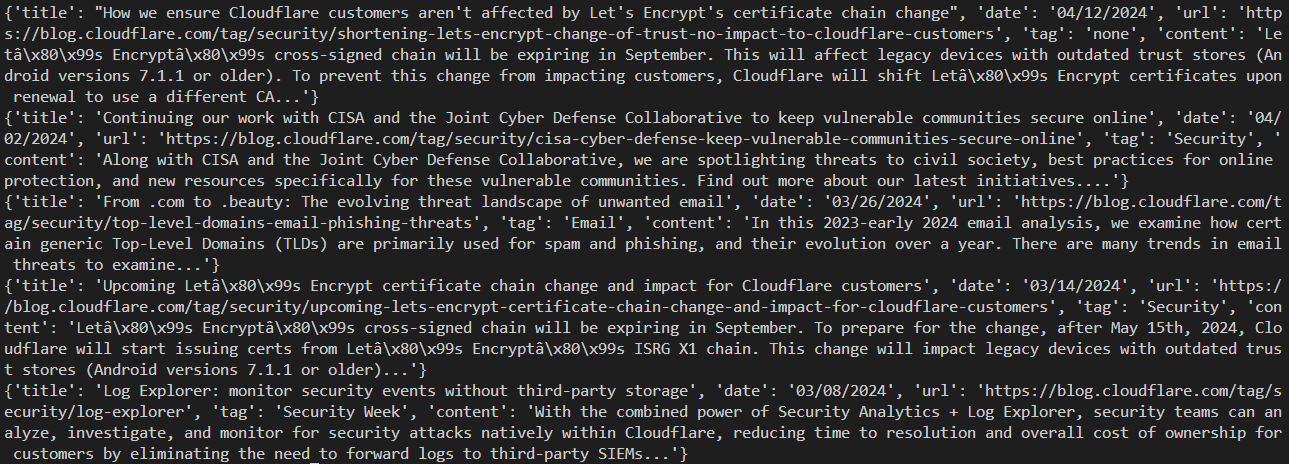 {'title': "How we ensure Cloudflare customers aren't affected by Let's Encrypt's certificate chain change", 'date': '04/12/2024', 'url': 'http
s://blog.cloudflare.com/tag/security/shortening-lets-encrypt-change-of-trust-no-impact-to-cloudflare-customers', 'tag': 'none', 'content': 'Le
tâ\x80\x99s Encryptâ\x80\x99s cross-signed chain will be expiring in September. This will affect legacy devices with outdated trust stores (An
droid versions 7.1.1 or older). To prevent this change from impacting customers, Cloudflare will shift Letâ\x80\x99s Encrypt certificates upon
 renewal to use a different CA...'}
{'title': 'Continuing our work with CISA and the Joint Cyber Defense Collaborative to keep vulnerable communities secure online', 'date': '04/
02/2024', 'url': 'https://blog.cloudflare.com/tag/security/cisa-cyber-defense-keep-vulnerable-communities-secure-online', 'tag': 'Security', '
content': 'Along with CISA and the Joint Cyber Defense Collaborative, we are spotlighting threats to civil society, best practices for online 
protection, and new resources specifically for these vulnerable communities. Find out more about our latest initiatives....'}
{'title': 'From .com to .beauty: The evolving threat landscape of unwanted email', 'date': '03/26/2024', 'url': 'https://blog.cloudflare.com/t
ag/security/top-level-domains-email-phishing-threats', 'tag': 'Email', 'content': 'In this 2023-early 2024 email analysis, we examine how cert
ain generic Top-Level Domains (TLDs) are primarily used for spam and phishing, and their evolution over a year. There are many trends in email
 threats to examine...'}
{'title': 'Upcoming Letâ\x80\x99s Encrypt certificate chain change and impact for Cloudflare customers', 'date': '03/14/2024', 'url': 'https:/
/blog.cloudflare.com/tag/security/upcoming-lets-encrypt-certificate-chain-change-and-impact-for-cloudflare-customers', 'tag': 'Security', 'con
tent': 'Letâ\x80\x99s Encryptâ\x80\x99s cross-signed chain will be expiring in September. To prepare for the change, after May 15th, 2024, Clo
udflare will start issuing certs from Letâ\x80\x99s Encryptâ\x80\x99s ISRG X1 chain. This change will impact legacy devices with outdated trus
t stores (Android versions 7.1.1 or older)...'}
{'title': 'Log Explorer: monitor security events without third-party storage', 'date': '03/08/2024', 'url': 'https://blog.cloudflare.com/tag/s
ecurity/log-explorer', 'tag': 'Security Week', 'content': 'With the combined power of Security Analytics + Log Explorer, security teams can an
alyze, investigate, and monitor for security attacks natively within Cloudflare, reducing time to resolution and overall cost of ownership for
 customers by eliminating the need to forward logs to third-party SIEMs...'}